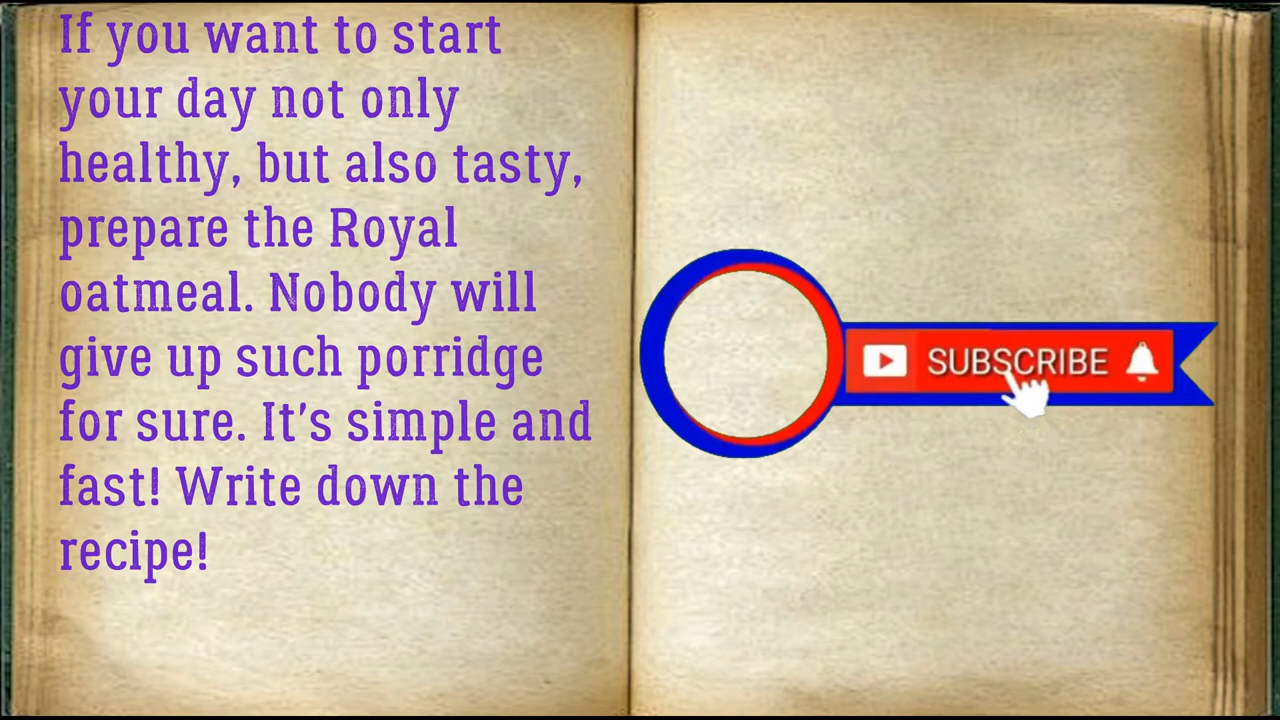 If you want to start
your day not only
healthy, but also tasty,
prepare the Royal
oatmeal. Nobody will
give up such porridge
for sure. It's simple and
fast! Write down the
recipe!
SUBSCRIBE